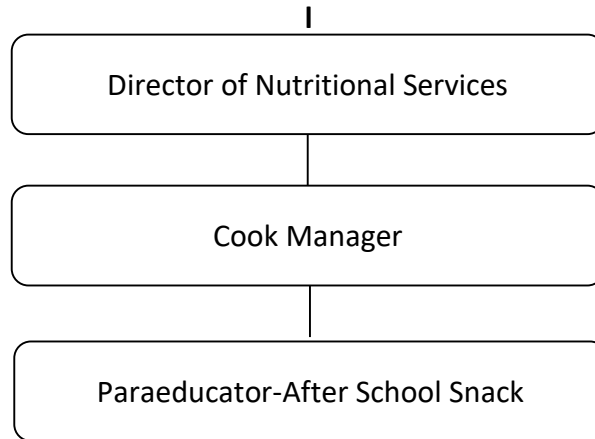 Director of Nutritional Services
Cook Manager
Paraeducator-After School Snack